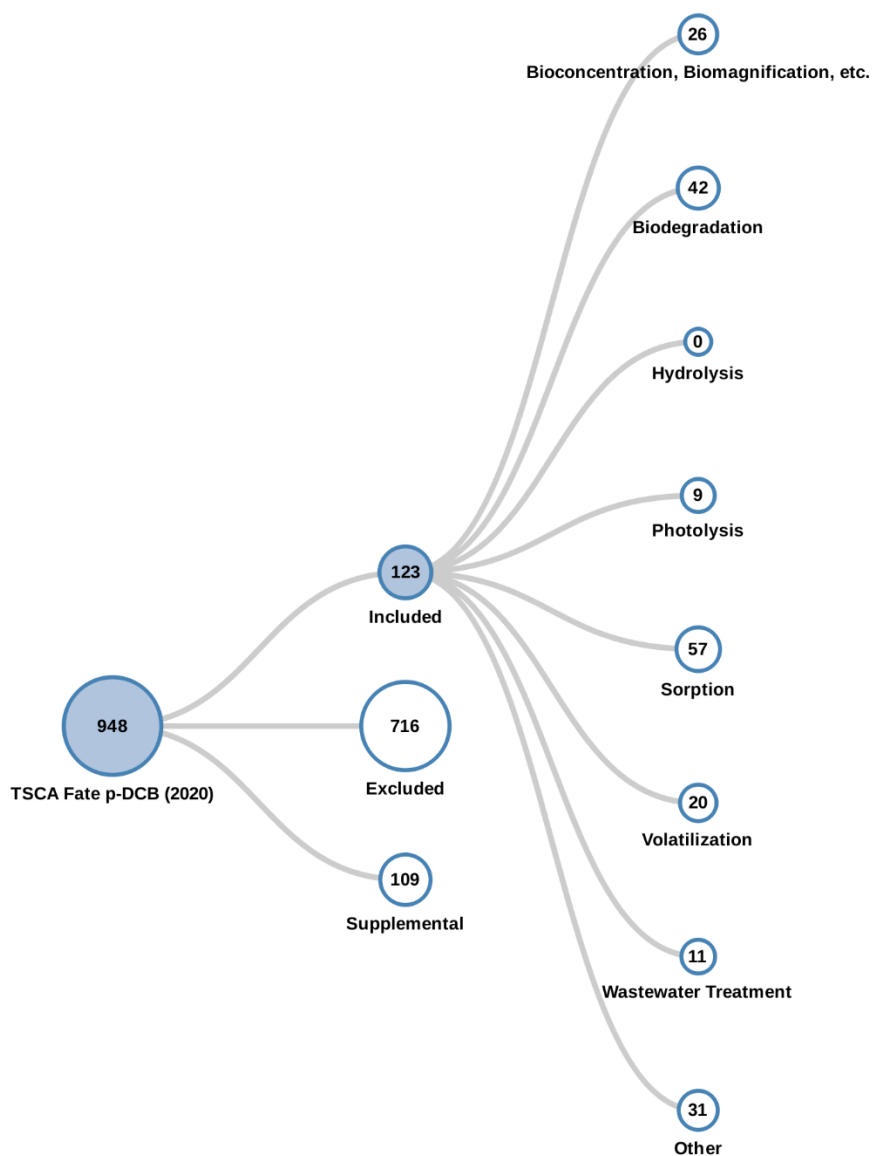 26
Bioconcentration, Biomagnification, etc.
42
Biodegradation
0
Hydrolysis
9
Photolysis
123
Included
57
Sorption
948
TSCA Fate p-DCB (2020)
716
Excluded
20
Volatilization
109
Supplemental
11
Wastewater Treatment
31
Other